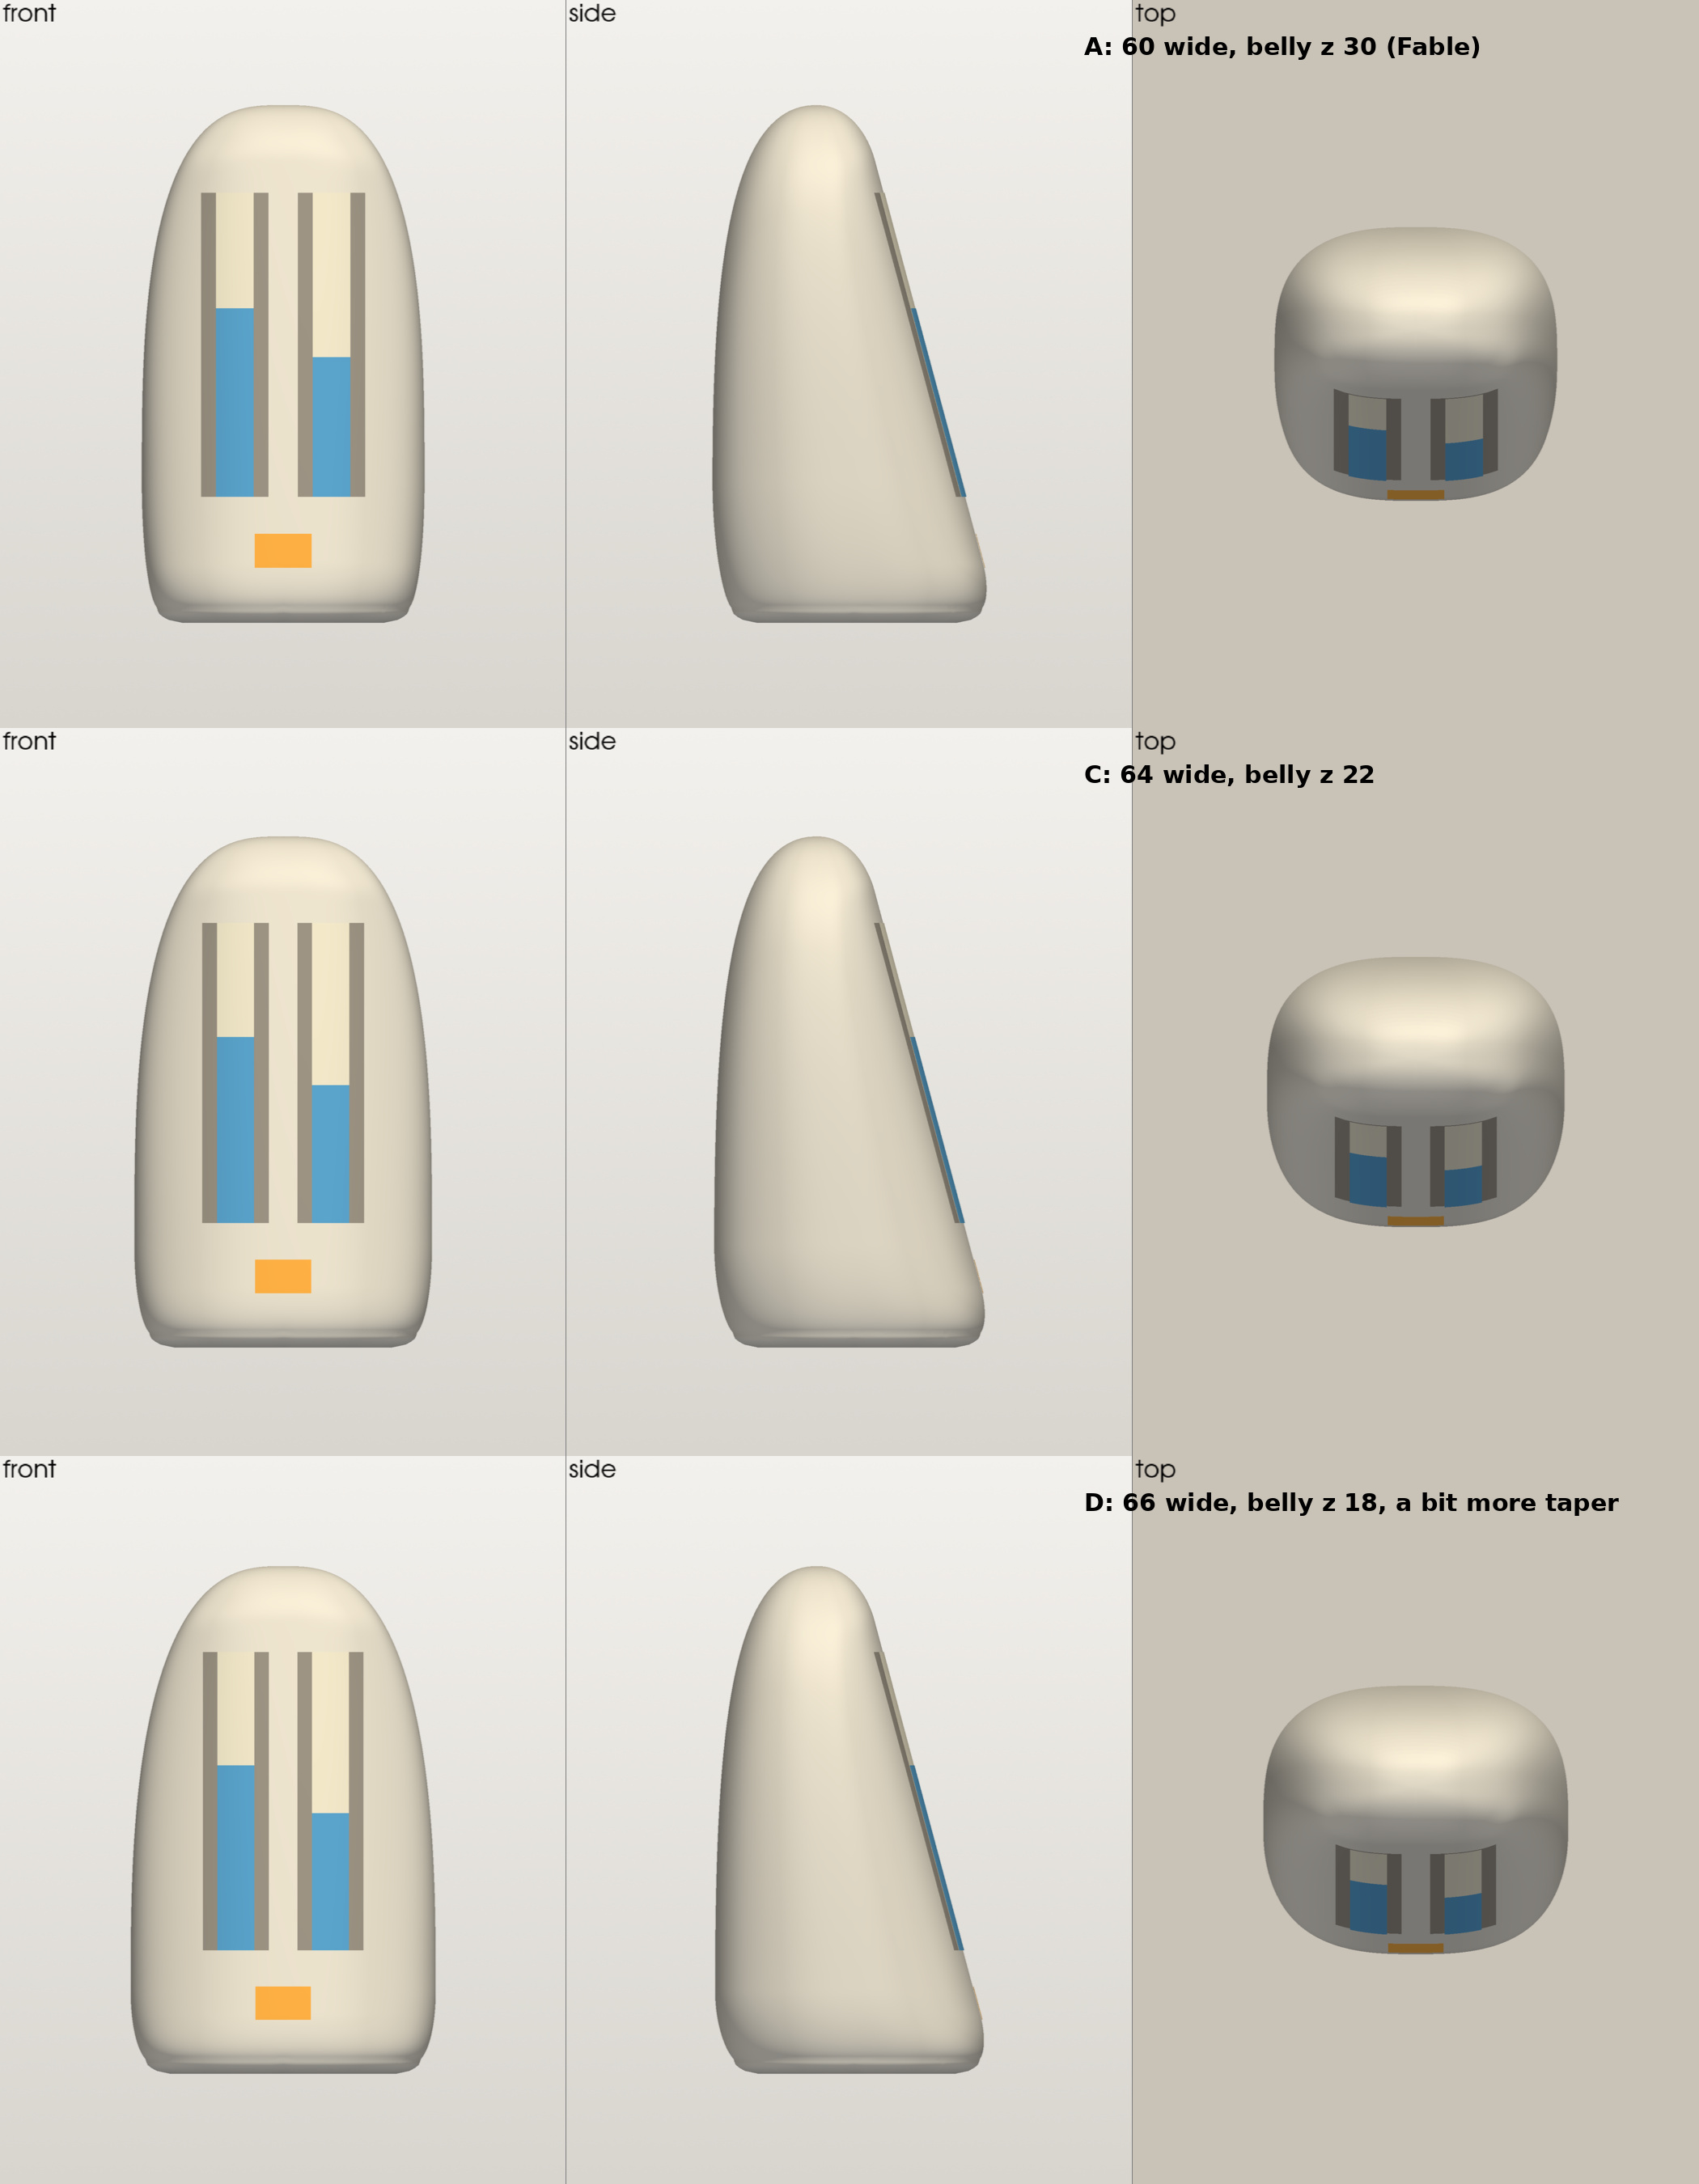 front
side
top
A: 60 wide, belly z 30 (Fable)
front
side
top
C: 64 wide, belly z 22
front
side
top
D: 66 wide, belly z 18, a bit more taper